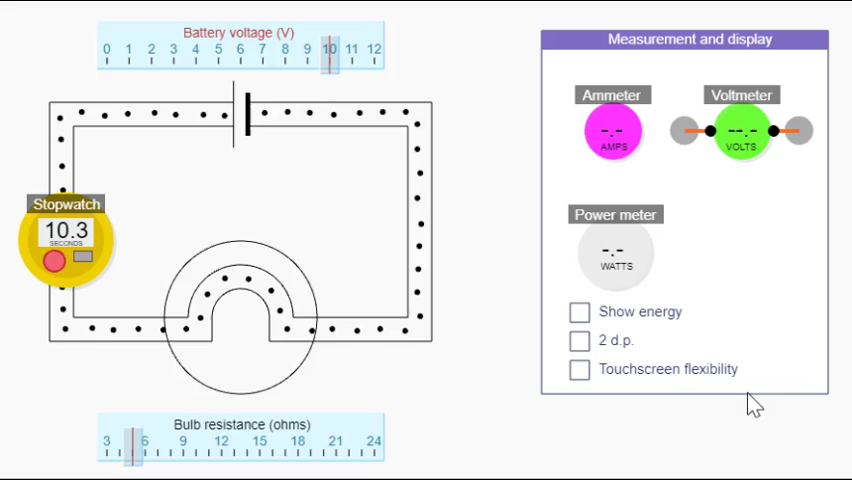 Battery voltage (V)
0 1 2 3 4 5 6 7 8 9 10 11 12
Measurement and display
Ammeter
-.-
AMPS
Voltmeter
--.-
VOLTS
Stopwatch
10.3
SECONDS
Power meter
-.-
WATTS
Show energy
2 d.p.
Touchscreen flexibility
Bulb resistance (ohms)
3 6 9 12 15 18 21 24